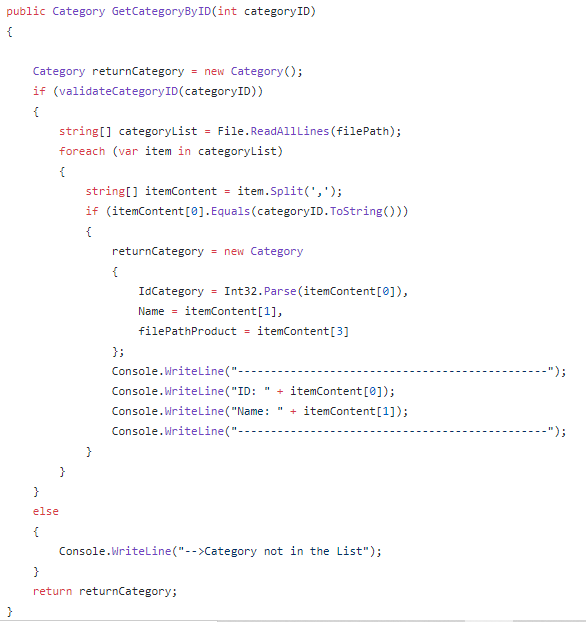 public Category GetCategoryByID(int categoryID)
{
Category returnCategory = new Category();
if (validateCategoryID(categoryID))
{
string[] categoryList = File.ReadAllLines(filePath);
foreach (var item in categoryList)
{
string[] itemContent = item.Split(',');
if (itemContent[0].Equals(categoryID.ToString()))
{
returnCategory = new Category
{
IdCategory = Int32.Parse(itemContent[0]),
Name = itemContent[1],
filePathProduct = itemContent[3]
};
Console.WriteLine("-----------------------------------------------");
Console.WriteLine("ID: " + itemContent[0]);
Console.WriteLine("Name: " + itemContent[1]);
Console.WriteLine("-----------------------------------------------");
}
}
}
else
{
Console.WriteLine("-->Category not in the List");
}
return returnCategory;
}